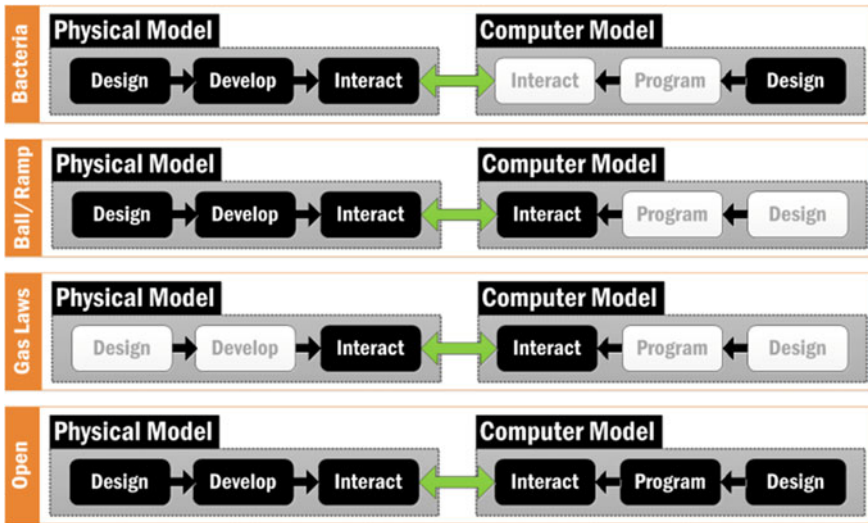 Bacteria
Physical Model
Computer Model
Design
Develop
Interact
Interact
Program
Design
Ball/Ramp
Physical Model
Computer Model
Design
Develop
Interact
Interact
Program
Design
Gas Laws
Physical Model
Computer Model
Design
Develop
Interact
Interact
Program
Design
Open
Physical Model
Computer Model
Design
Develop
Interact
Interact
Program
Design